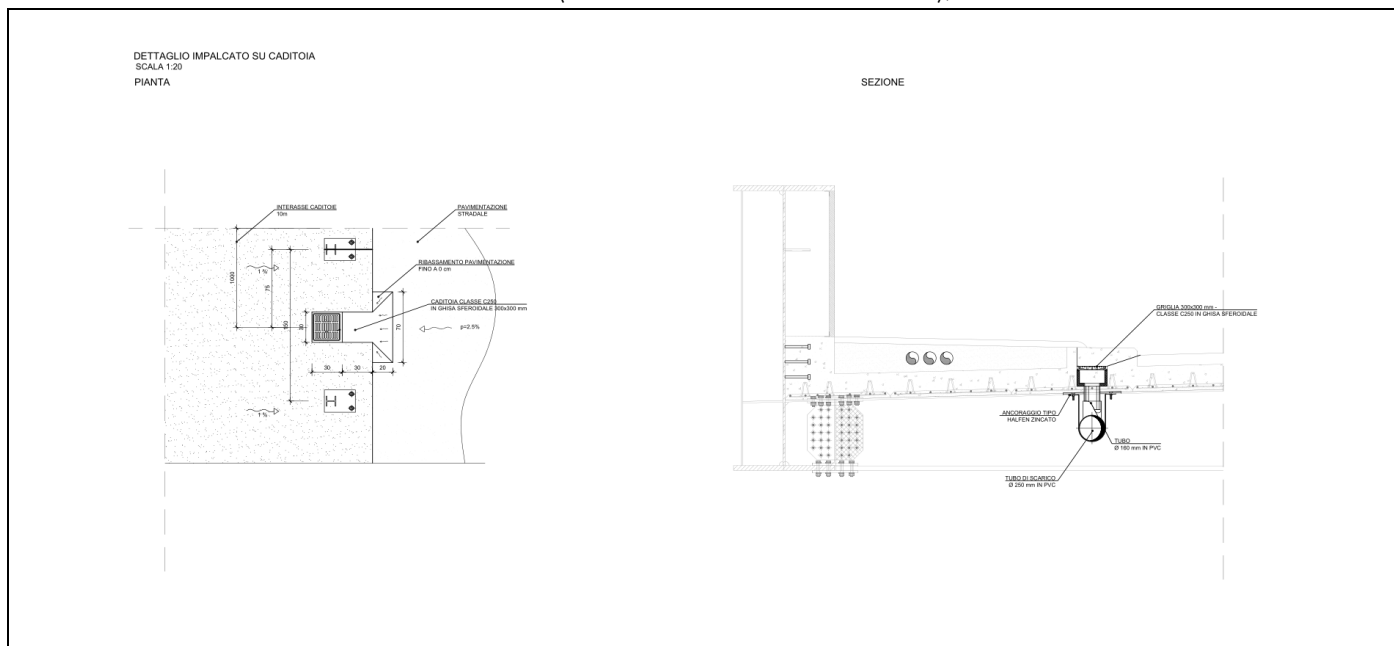 DETTAGLIO IMPALCATO SU CADITOIA
SCALA 1:20
PIANTA
SEZIONE
INTERASSE CADITOIE
10m
PAVIMENTAZIONE
STRADALE
1 %
RIBASSAMENTO PAVIMENTAZIONE
FINO A 0 cm
1000
75
150
30
CADITOIA CLASSE C250
IN GHISA SFEROIDALE 300x300 mm
70
p=2.5%
30
30
20
1 %
GRIGLIA 300x300 mm -
CLASSE C250 IN GHISA SFEROIDALE
ANCORAGGIO TIPO
HALFEN ZINCATO
TUBO
Ø 160 mm IN PVC
TUBO DI SCARICO
Ø 250 mm IN PVC